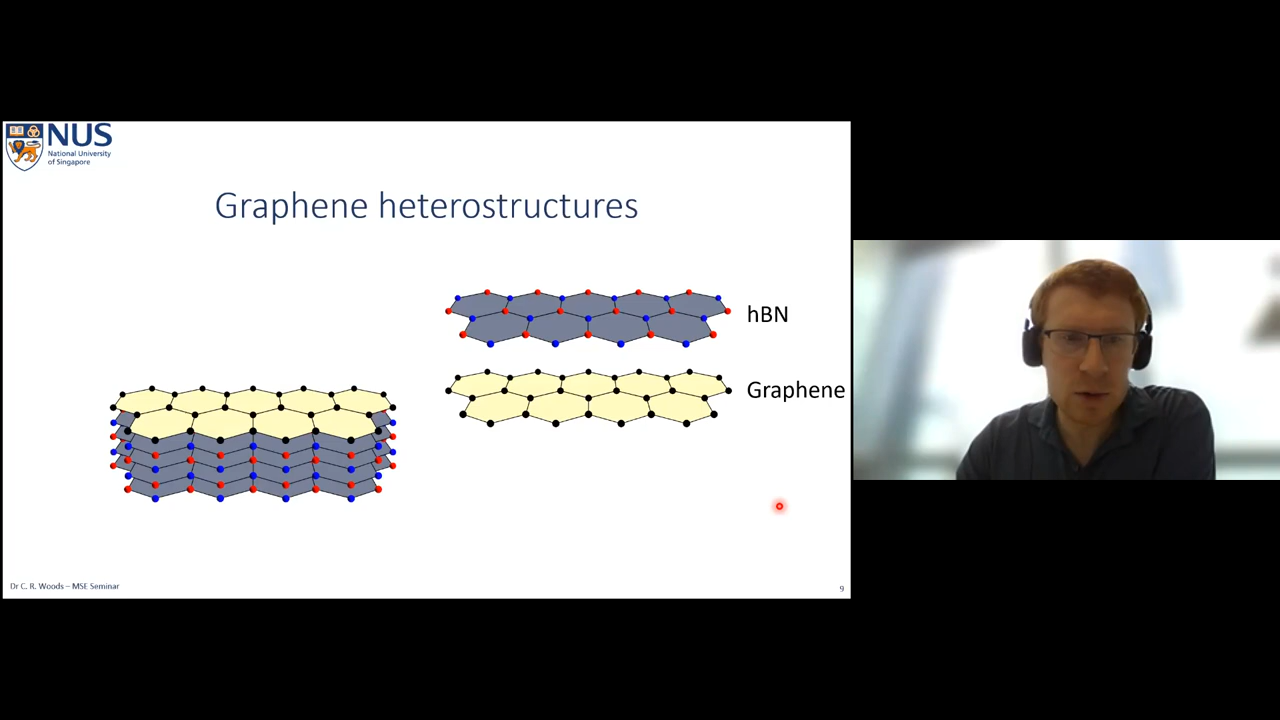 NUS
National University
of Singapore
Graphene heterostructures
hBN
Graphene
Dr C. R. Woods – MSE Seminar
9